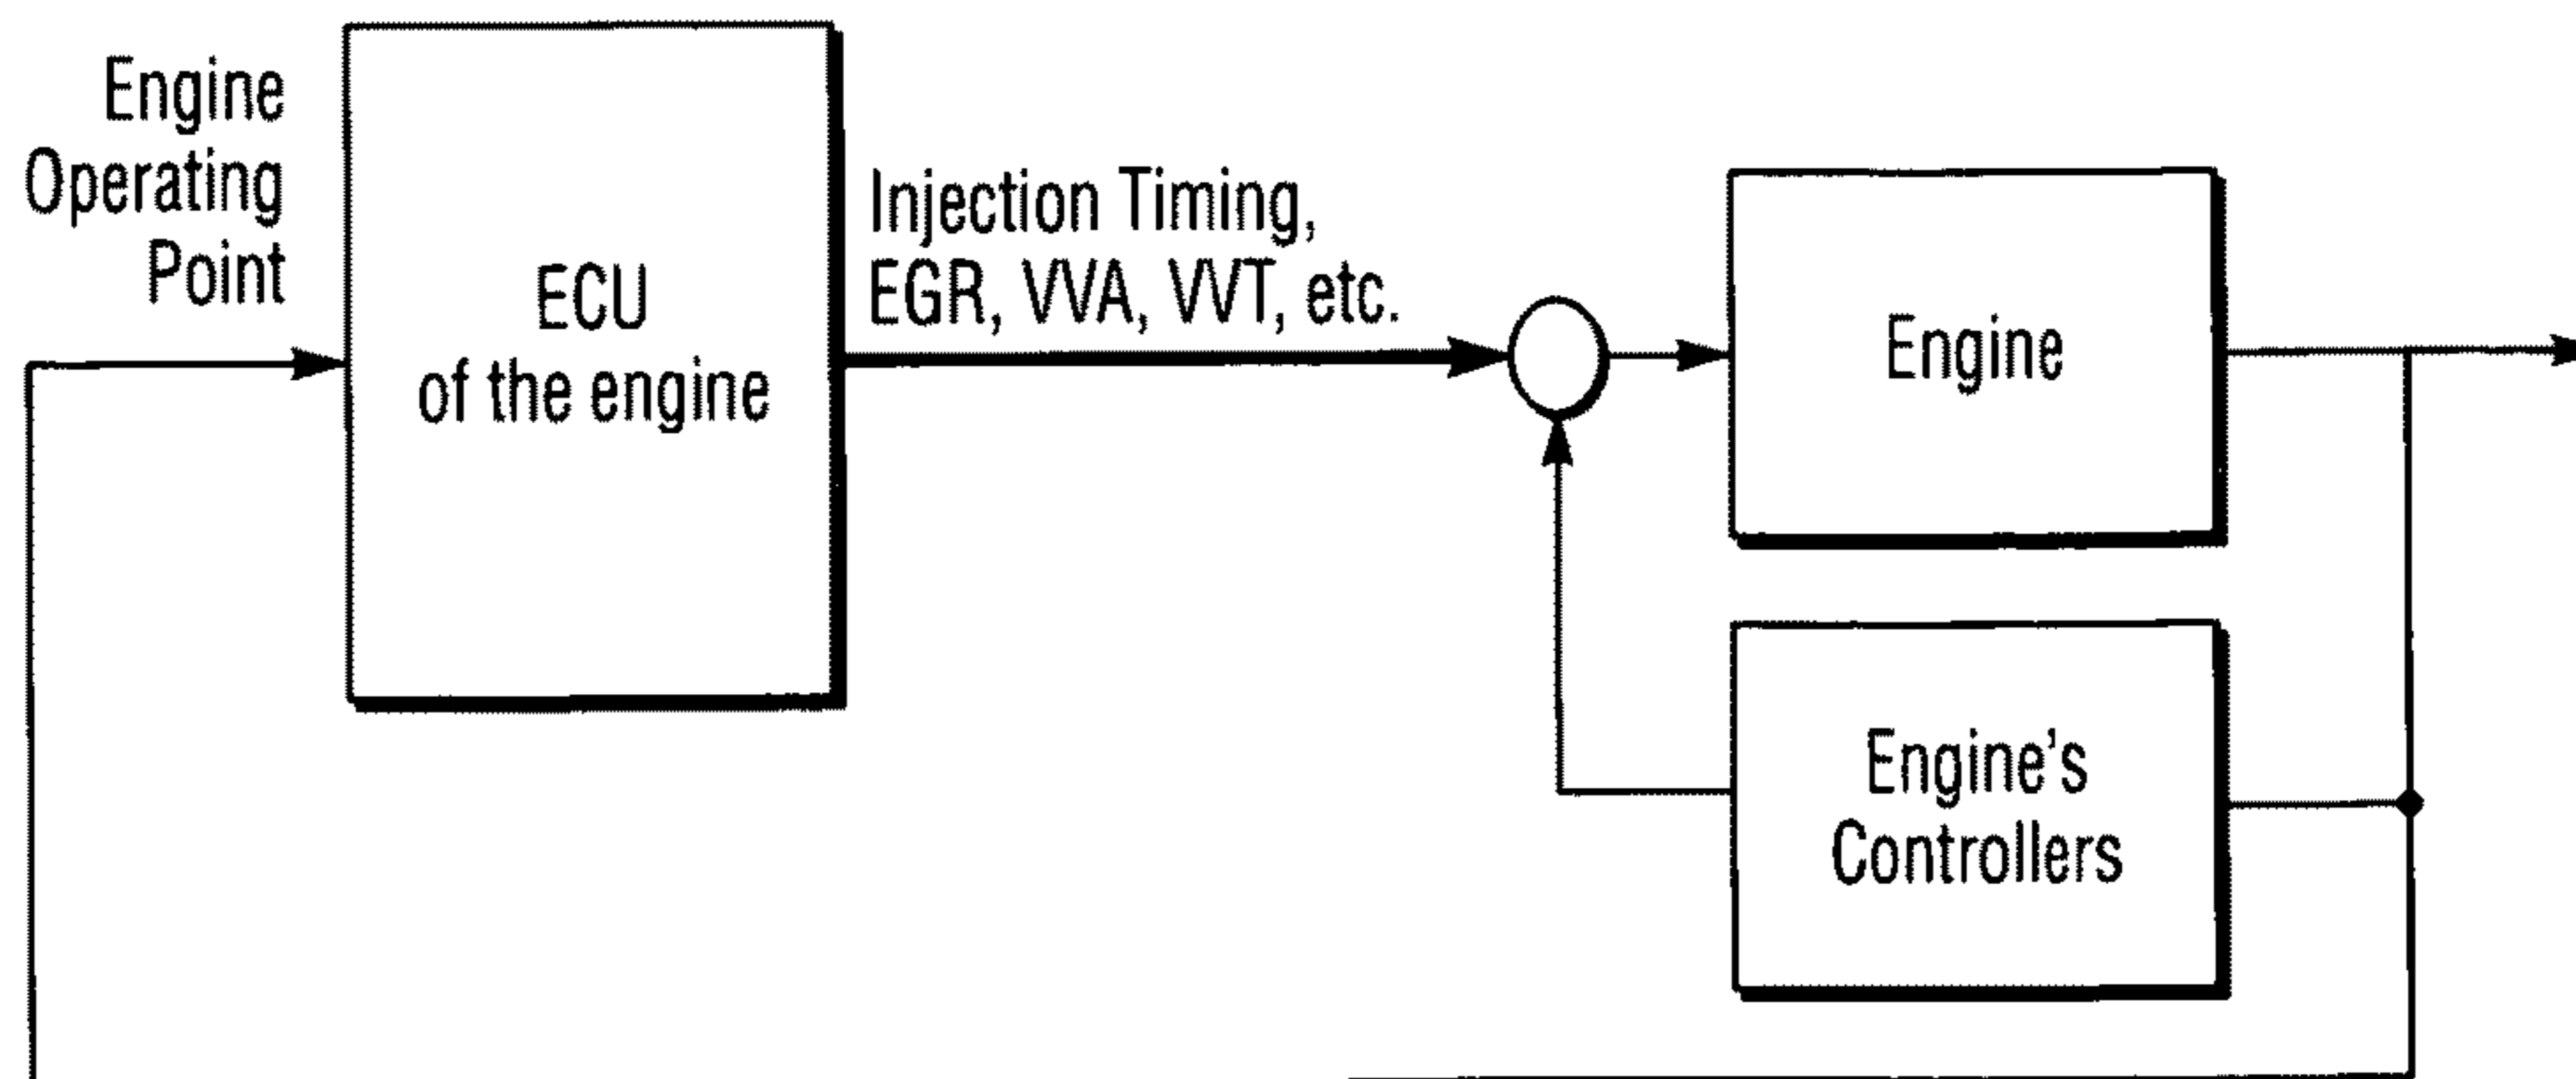 Engine
Operating
Point
ECU
of the engine
Injection Timing,
EGR, VVA, VVT, etc.
Engine
Engine's
Controllers